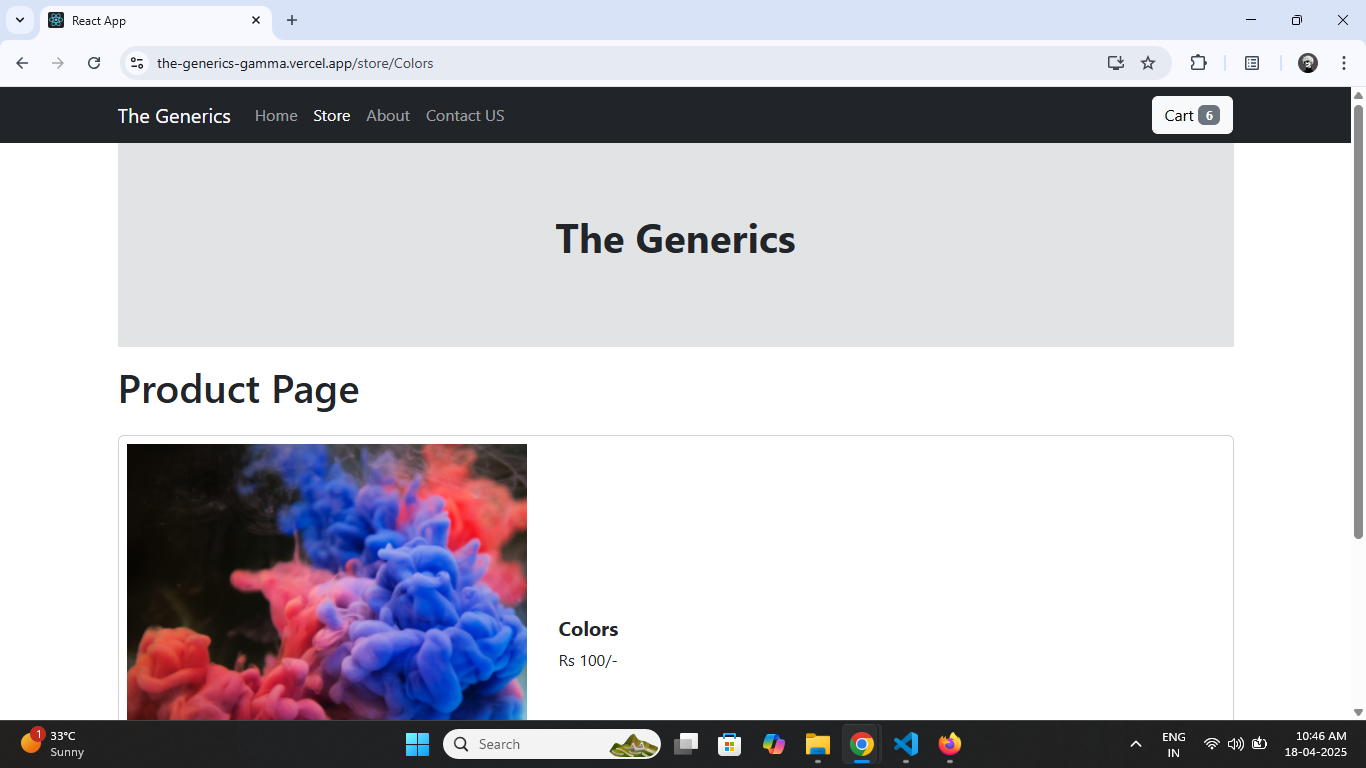 React App
the-generics-gamma.vercel.app/store/Colors
The Generics Home Store About Contact US Cart 6
The Generics
Product Page
Colors
Rs 100/-
1
33°C
Sunny
Search
ENG
IN
10:46 AM
18-04-2025